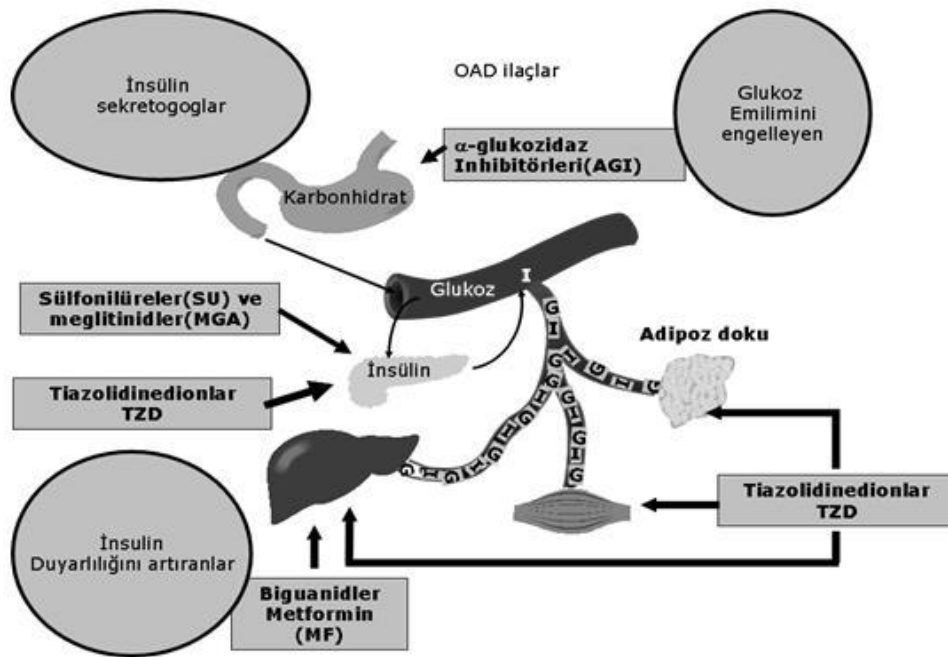 İnsülin
sekretogoglar
OAD ilaçlar
Glukoz
Emilimini
engelleyen
α-glukozidaz
Inhibitörleri(AGI)
Karbonhidrat
I
Glukoz
Sülfonilüreler(SU) ve
meglitinidler(MGA)
İnsülin
Adipoz doku
Tiazolidinedionlar
TZD
G
I
G
G
I
G
I
G
G
I
G
I
G
I
G
I
G
I
G
I
G
I
G
Tiazolidinedionlar
TZD
İnsulin
Duyarlılığını artıranlar
Biguanidler
Metformin
(MF)